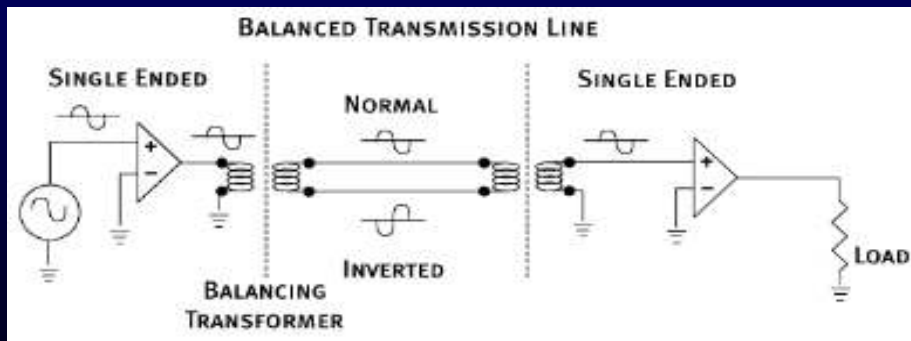 BALANCED TRANSMISSION LINE
SINGLE ENDED
NORMAL
SINGLE ENDED
+
−
+
−
INVERTED
LOAD
BALANCING
TRANSFORMER